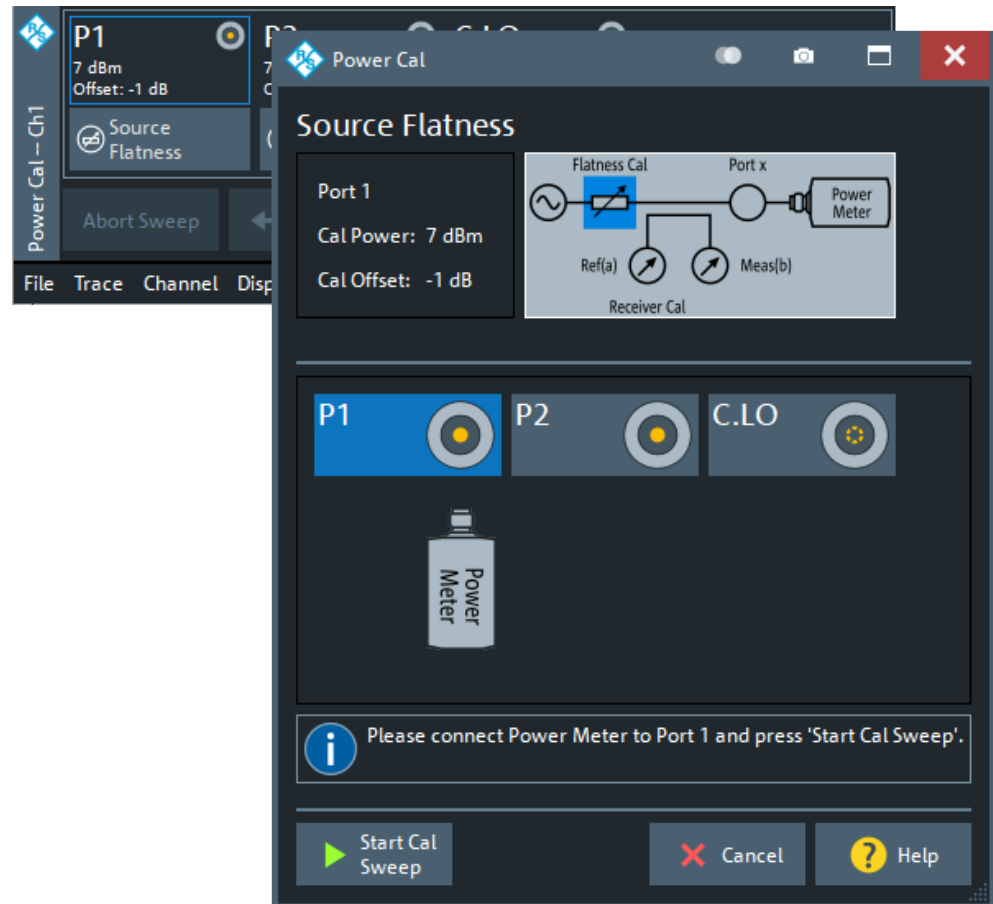 R&S
P1
7 dBm
Offset: -1 dB
Source
Flatness
Power Cal -- Ch1
Abort Sweep
File Trace Channel Disp
Power Cal
Source Flatness
Port 1
Cal Power: 7 dBm
Cal Offset: -1 dB
Flatness Cal
Port x
Power
Meter
Ref(a)
Meas(b)
Receiver Cal
P1
P2
C.LO
Power
Meter
Please connect Power Meter to Port 1 and press 'Start Cal Sweep'.
Start Cal
Sweep
Cancel
Help